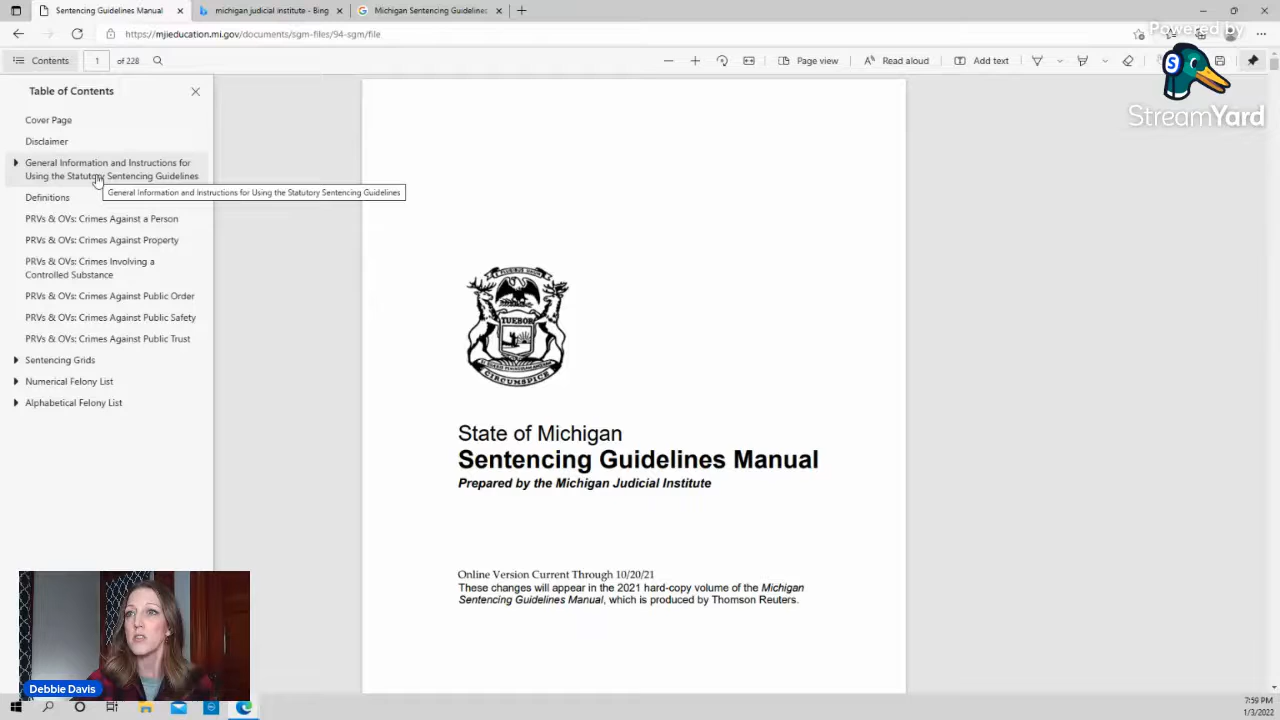 Sentencing Guidelines Manual
michigan judicial institute - Bing
Michigan Sentencing Guidelines
https://mjieducation.mi.gov/documents/sgm-files/94-sgm/file
Powered by
StreamYard
Contents
1 of 228
Page view
Read aloud
Add text
Table of Contents
Cover Page
Disclaimer
General Information and Instructions for
Using the Statutory Sentencing Guidelines
General Information and Instructions for Using the Statutory Sentencing Guidelines
Definitions
PRVs & OVs: Crimes Against a Person
PRVs & OVs: Crimes Against Property
PRVs & OVs: Crimes Involving a
Controlled Substance
PRVs & OVs: Crimes Against Public Order
PRVs & OVs: Crimes Against Public Safety
PRVs & OVs: Crimes Against Public Trust
Sentencing Grids
Numerical Felony List
Alphabetical Felony List
TUEBOR
CIRCUMSPICE
State of Michigan
Sentencing Guidelines Manual
Prepared by the Michigan Judicial Institute
Online Version Current Through 10/20/21
These changes will appear in the 2021 hard-copy volume of the Michigan
Sentencing Guidelines Manual, which is produced by Thomson Reuters.
Debbie Davis
7:59 PM
1/3/2022